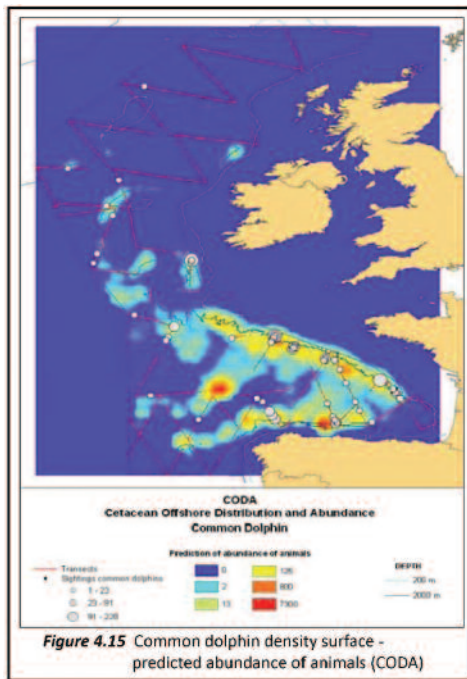 CODA
Cetacean Offshore Distribution and Abundance
Common Dolphin
Prediction of abundance of animals
Transects
Sightings common dolphins
1 - 23
23 - 91
91 - 238
0
2
13
126
800
7300
DEPTH
200 m
2000 m
Figure 4.15 Common dolphin density surface -
predicted abundance of animals (CODA)